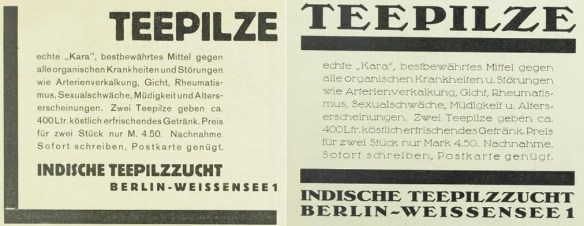 TEEPILZE
echte „Kara", bestbewährtes Mittel gegen
alle organischen Krankheiten und Störungen
wie Arterienverkalkung, Gicht, Rheumatis-
mus, Sexualschwäche, Müdigkeit und Alters-
erscheinungen. Zwei Teepilze geben ca.
400 Ltr. köstlich erfrischendes Getränk. Preis
für zwei Stück nur M. 4.50. Nachnahme.
Sofort schreiben, Postkarte genügt.
INDISCHE TEEPILZZUCHT
BERLIN-WEISSENSEE 1
TEEPILZE
echte „Kara", bestbewährtes Mittel gegen
alle organischen Krankheiten u. Störungen
wie Arterienverkalkung, Gicht, Rheumatis-
mus, Sexualschwäche, Müdigkeit u. Alters-
erscheinungen. Zwei Teepilze geben ca.
400 Ltr. köstlich erfrischendes Getränk. Preis
für zwei Stück nur Mark 4.50. Nachnahme.
Sofort schreiben, Postkarte genügt.
INDISCHE TEEPILZZUCHT
BERLIN-WEISSENSEE 1